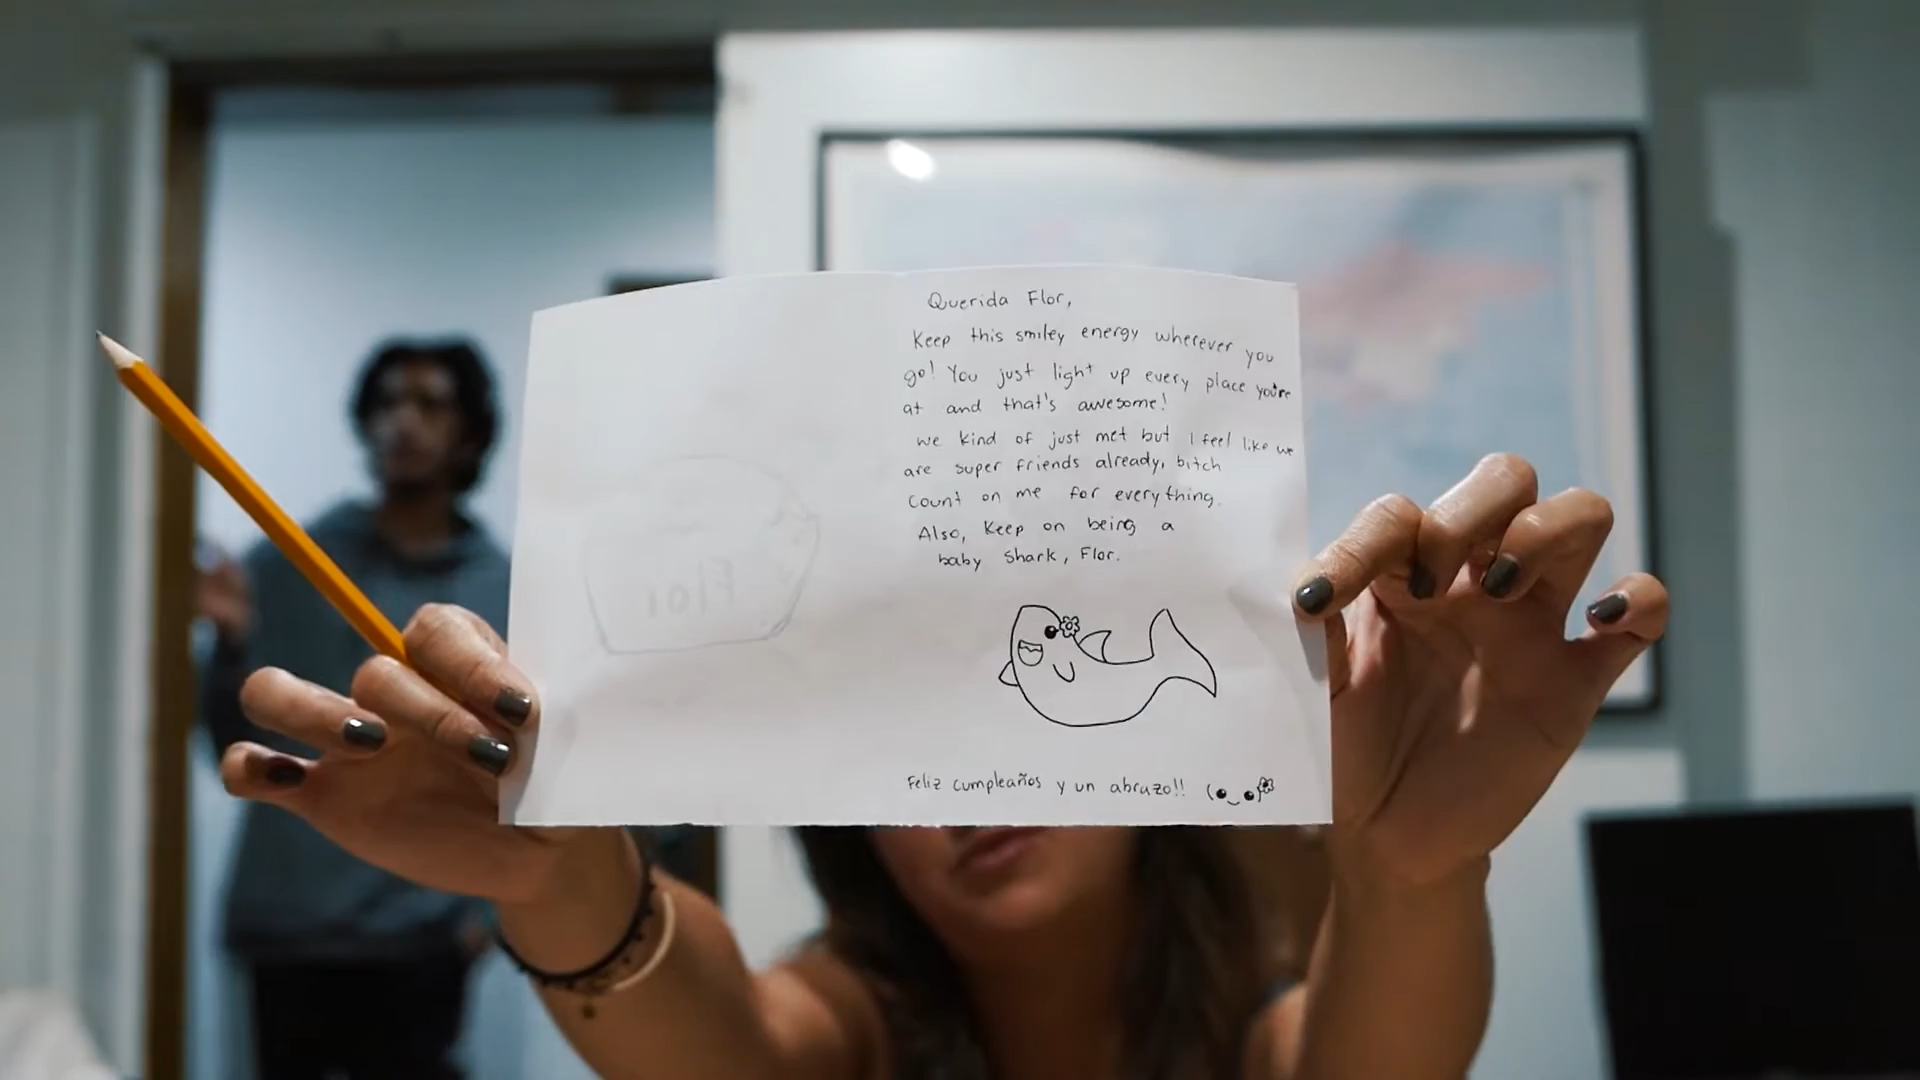 Querida Flor,
Keep this smiley energy wherever you
go! You just light up every place you're
at and that's awesome!
we kind of just met but I feel like we
are super friends already, bitch
count on me for everything.
Also, keep on being a
baby shark, Flor.
Feliz cumpleaños y un abrazo!!
Flor